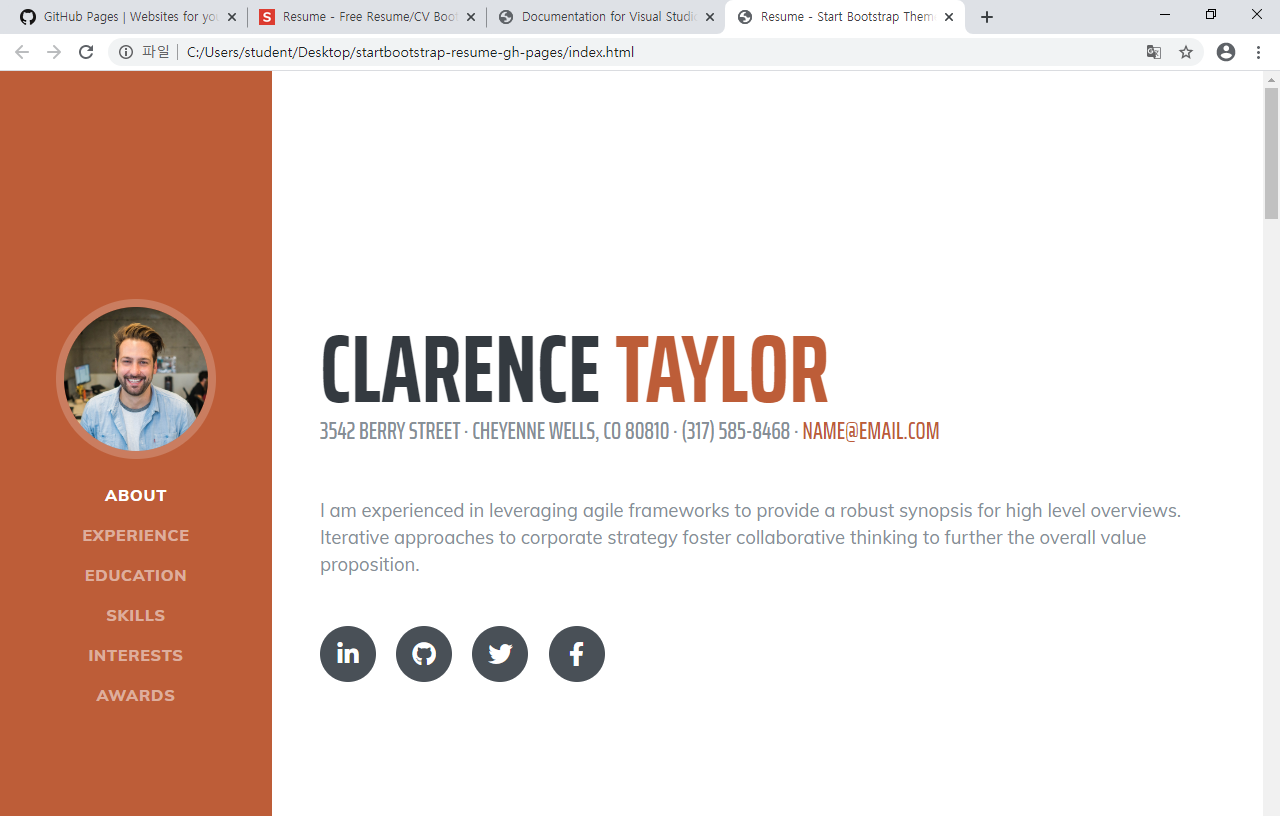 GitHub Pages | Websites for you
Resume - Free Resume/CV Boot
Documentation for Visual Studio
Resume - Start Bootstrap Theme
파일
C:/Users/student/Desktop/startbootstrap-resume-gh-pages/index.html
ABOUT
EXPERIENCE
EDUCATION
SKILLS
INTERESTS
AWARDS
CLARENCE TAYLOR
3542 BERRY STREET · CHEYENNE WELLS, CO 80810 · (317) 585-8468 · NAME@EMAIL.COM
I am experienced in leveraging agile frameworks to provide a robust synopsis for high level overviews.
Iterative approaches to corporate strategy foster collaborative thinking to further the overall value
proposition.